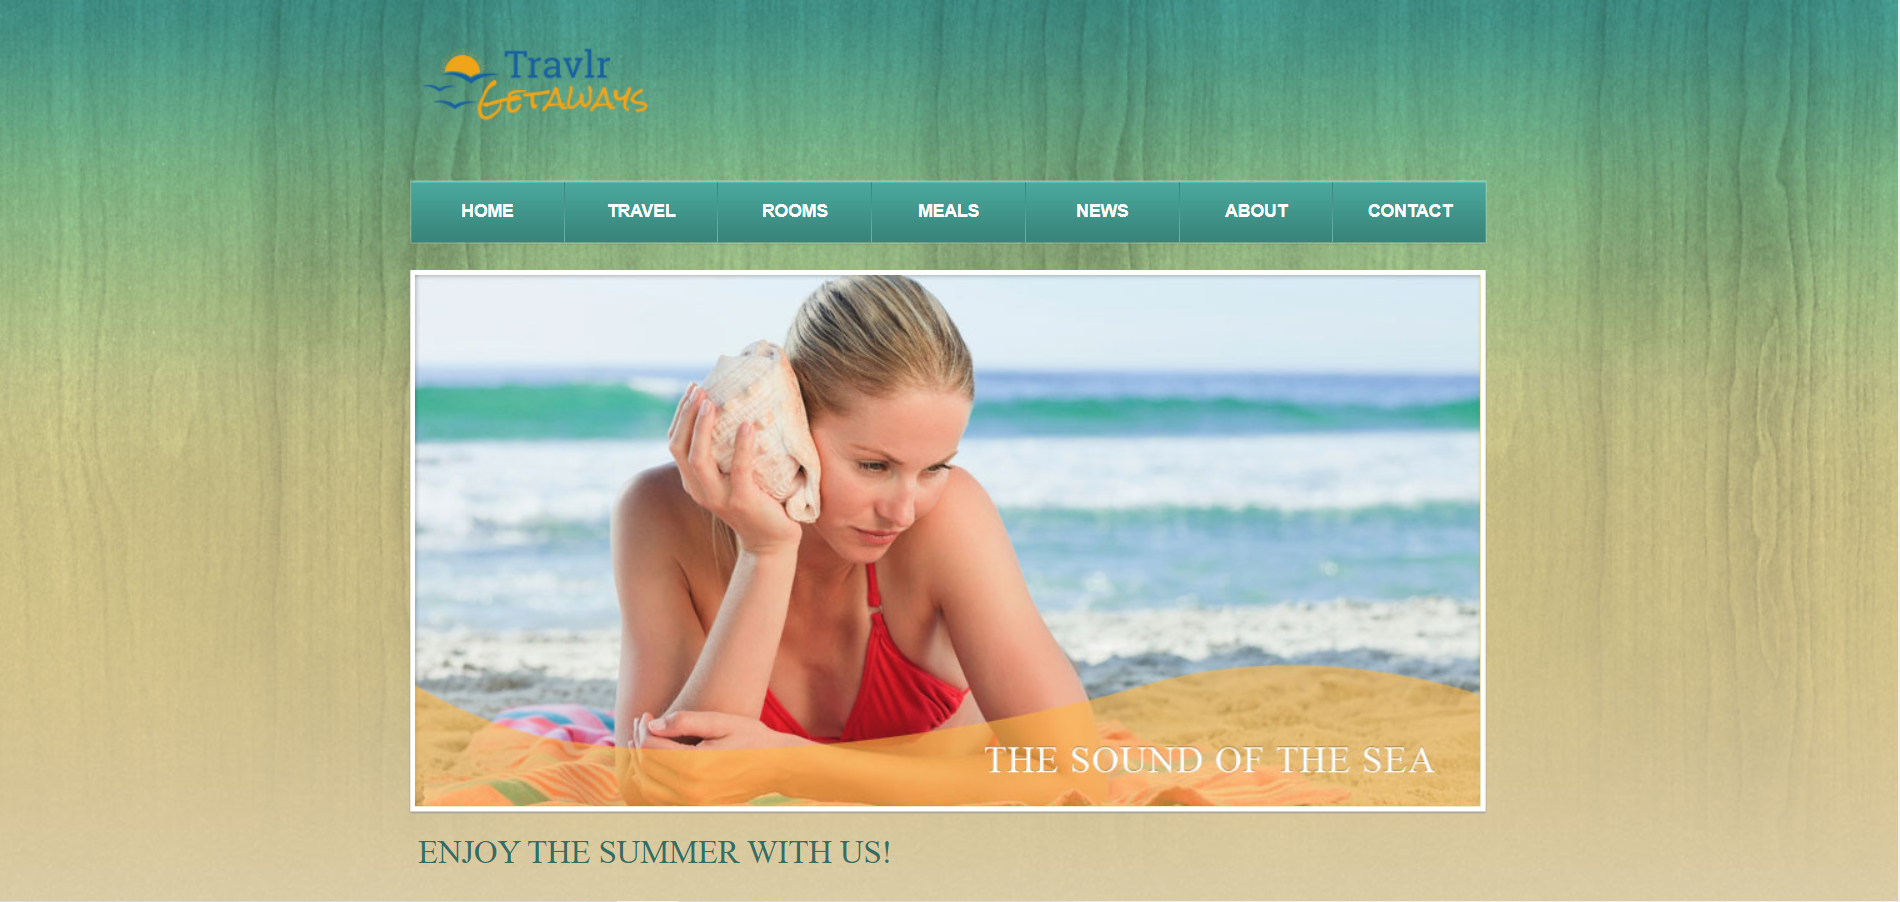 Travlr
Getaways
HOME TRAVEL ROOMS MEALS NEWS ABOUT CONTACT
THE SOUND OF THE SEA
ENJOY THE SUMMER WITH US!